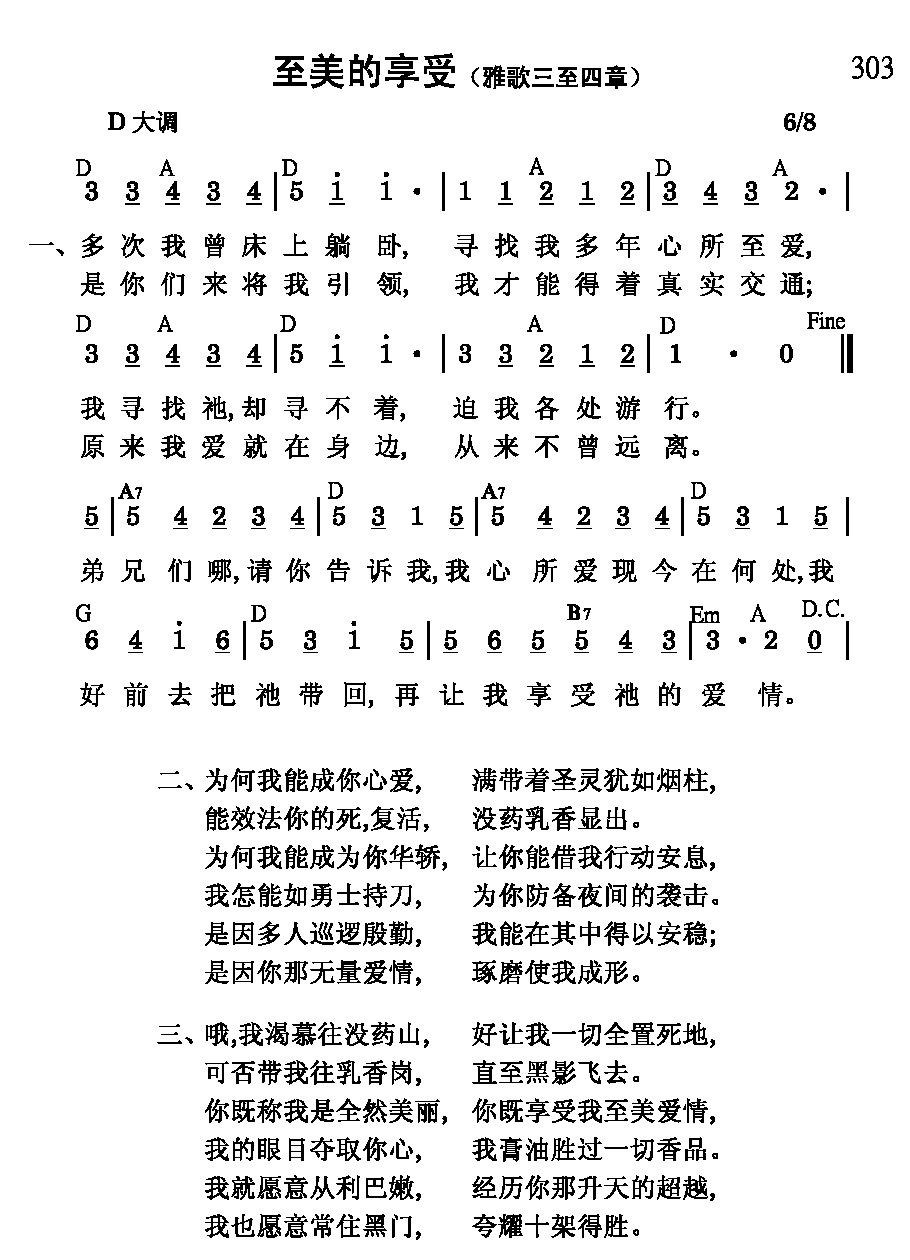 至美的享受（雅歌三至四章） 303
D 大调 6/8
D A D A D A
3 3 4 3 4 | 5 i i · | 1 1 2 1 2 | 3 4 3 2 · |
一、多次我曾床上躺卧, 寻找我多年心所至爱,
是你们来将我引领, 我才能得着真实交通;
D A D A D Fine
3 3 4 3 4 | 5 i i · | 3 3 2 1 2 | 1 · 0 ‖
我寻找祂,却寻不着, 迫我各处游行。
原来我爱就在身边, 从来不曾远离。
A7 D A7 D
5 | 5 4 2 3 4 | 5 3 1 5 | 5 4 2 3 4 | 5 3 1 5 |
弟兄们哪,请你告诉我,我心所爱现今在何处,我
G D B7 Em A D.C.
6 4 i 6 | 5 3 i 5 | 5 6 5 5 4 3 | 3 · 2 0 |
好前去把祂带回,再让我享受祂的爱情。
二、为何我能成你心爱, 满带着圣灵犹如烟柱,
能效法你的死,复活, 没药乳香显出。
为何我能成为你华轿, 让你能借我行动安息,
我怎能如勇士持刀, 为你防备夜间的袭击。
是因多人巡逻殷勤, 我能在其中得以安稳;
是因你那无量爱情, 琢磨使我成形。
三、哦,我渴慕往没药山, 好让我一切全置死地,
可否带我往乳香岗, 直至黑影飞去。
你既称我是全然美丽, 你既享受我至美爱情,
我的眼目夺取你心, 我膏油胜过一切香品。
我就愿意从利巴嫩, 经历你那升天的超越,
我也愿意常住黑门, 夸耀十架得胜。